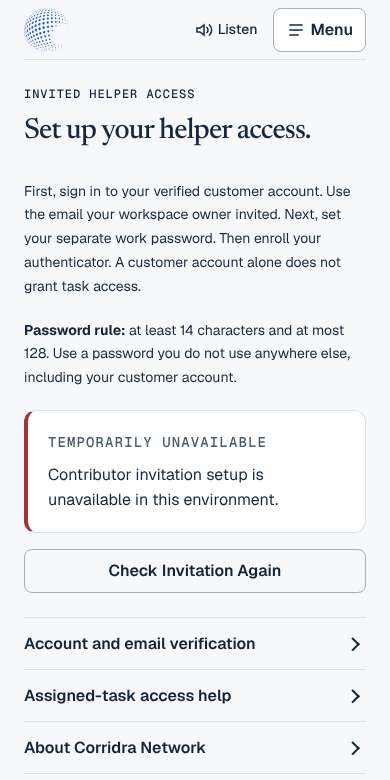 Listen
Menu
INVITED HELPER ACCESS
Set up your helper access.
First, sign in to your verified customer account. Use
the email your workspace owner invited. Next, set
your separate work password. Then enroll your
authenticator. A customer account alone does not
grant task access.
Password rule: at least 14 characters and at most
128. Use a password you do not use anywhere else,
including your customer account.
TEMPORARILY UNAVAILABLE
Contributor invitation setup is
unavailable in this environment.
Check Invitation Again
Account and email verification
Assigned-task access help
About Corridra Network